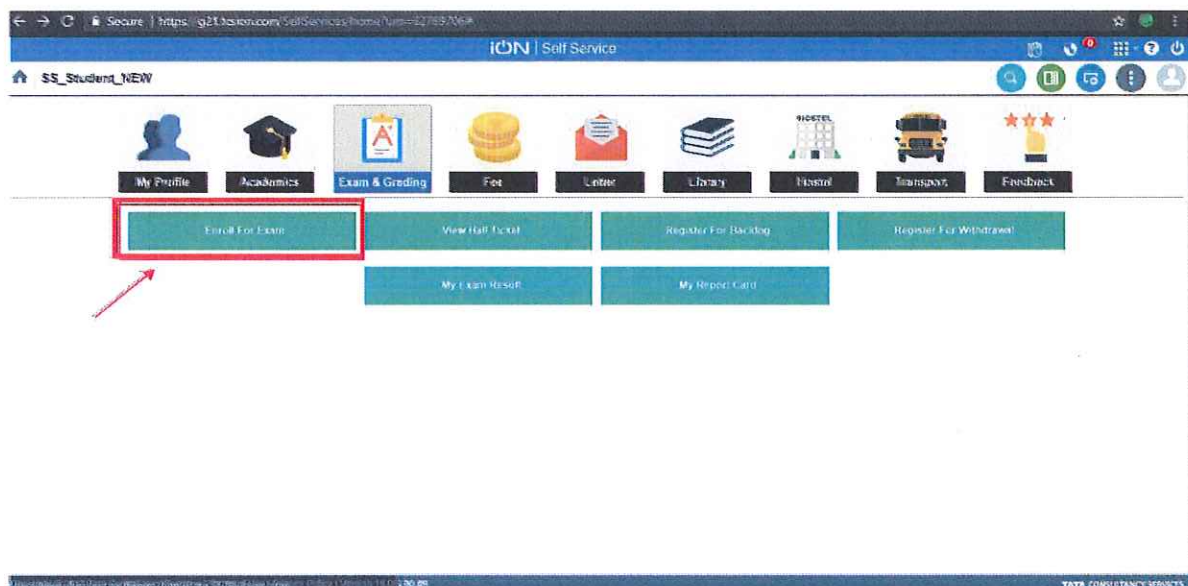 Secure | https://g21.tcsion.com/SelfServices/home?urn=
iON | Self Service
0
SS_Student_NEW
A+
HOSTEL
My Profile
Academics
Exam & Grading
Fee
Letter
Library
Hostel
Transport
Feedback
Enroll For Exam
View Hall Ticket
Register For Backlog
Register For Withdrawal
My Exam Result
My Report Card
TATA CONSULTANCY SERVICES